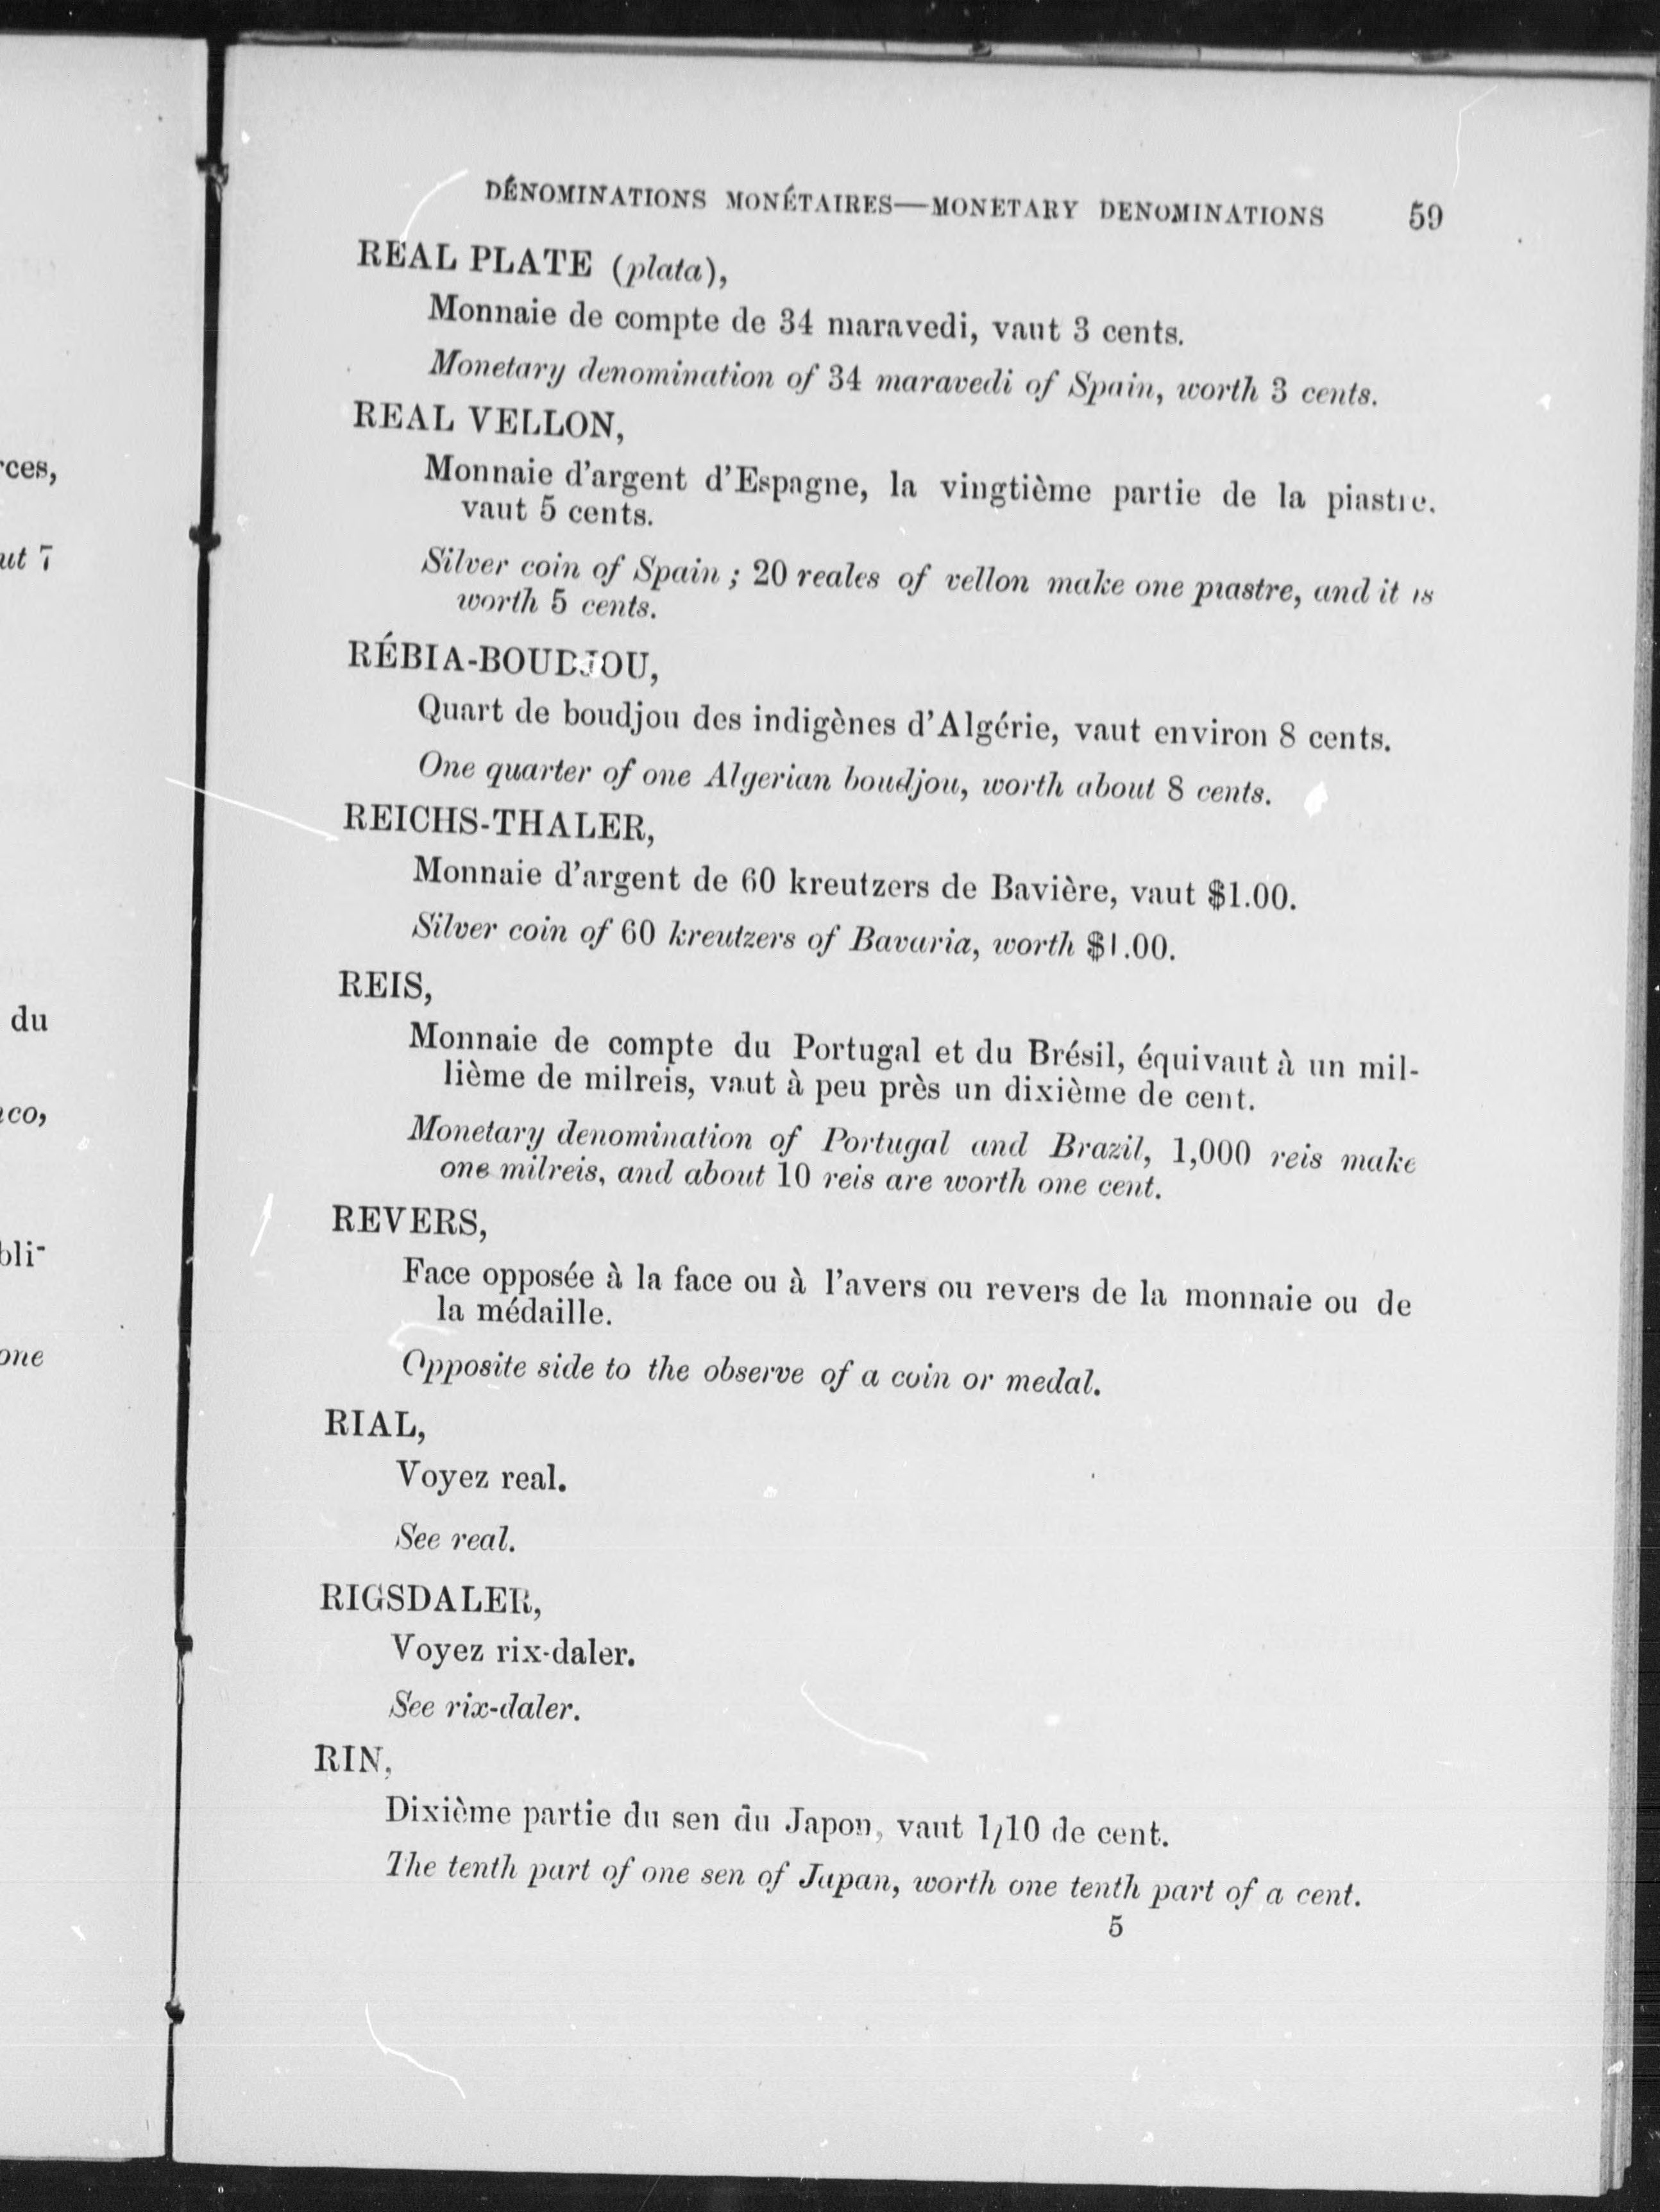 DÉNOMINATIONS MONÉTAIRES—MONETARY DENOMINATIONS 59
REAL PLATE (plata),
Monnaie de compte de 34 maravedi, vaut 3 cents.
Monetary denomination of 34 maravedi of Spain, worth 3 cents.
REAL VELLON,
Monnaie d'argent d'Espagne, la vingtième partie de la piastre.
vaut 5 cents.
Silver coin of Spain ; 20 reales of vellon make one piastre, and it is
worth 5 cents.
RÉBIA-BOUDJOU,
Quart de boudjou des indigènes d'Algérie, vaut environ 8 cents.
One quarter of one Algerian boudjou, worth about 8 cents.
REICHS-THALER,
Monnaie d'argent de 60 kreutzers de Bavière, vaut $1.00.
Silver coin of 60 kreutzers of Bavaria, worth $1.00.
REIS,
Monnaie de compte du Portugal et du Brésil, équivaut à un mil-
lième de milreis, vaut à peu près un dixième de cent.
Monetary denomination of Portugal and Brazil, 1,000 reis make
one milreis, and about 10 reis are worth one cent.
REVERS,
Face opposée à la face ou à l'avers ou revers de la monnaie ou de
la médaille.
Opposite side to the observe of a coin or medal.
RIAL,
Voyez real.
See real.
RIGSDALER,
Voyez rix-daler.
See rix-daler.
RIN,
Dixième partie du sen du Japon, vaut 1/10 de cent.
The tenth part of one sen of Japan, worth one tenth part of a cent.
5